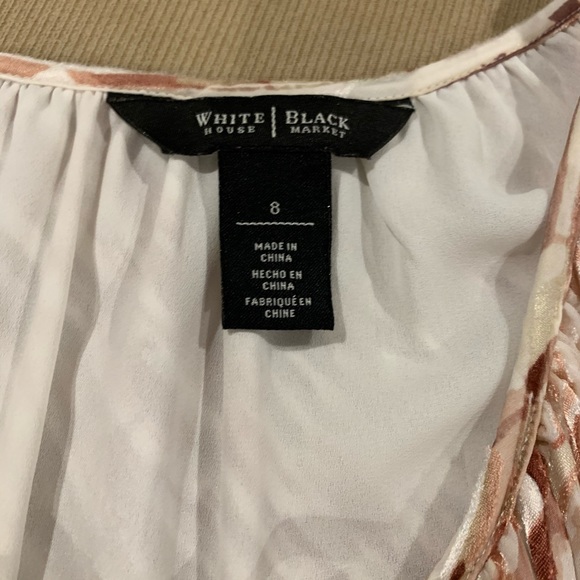 WHITE | BLACK
HOUSE | MARKET
8
MADE IN
CHINA
HECHO EN
CHINA
FABRIQUÉ EN
CHINE